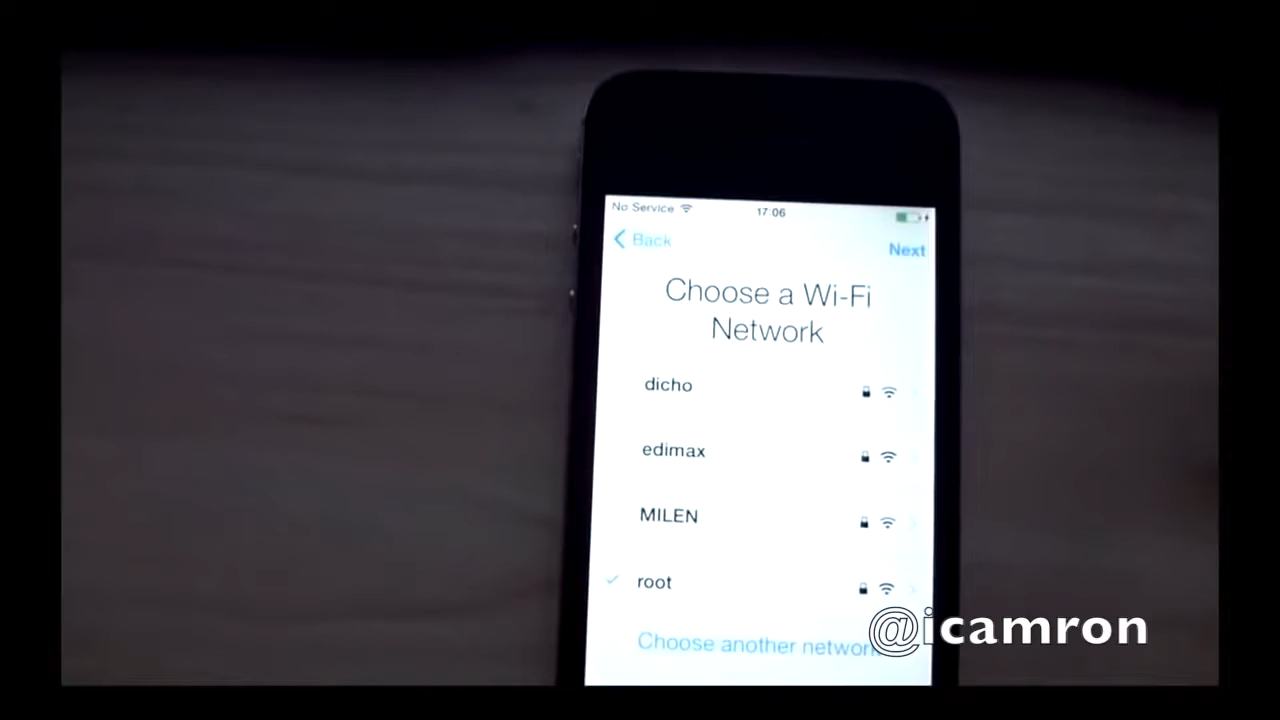 No Service
17:06
Back
Next
Choose a Wi-Fi
Network
dicho
edimax
MILEN
root
Choose another network
@icamron